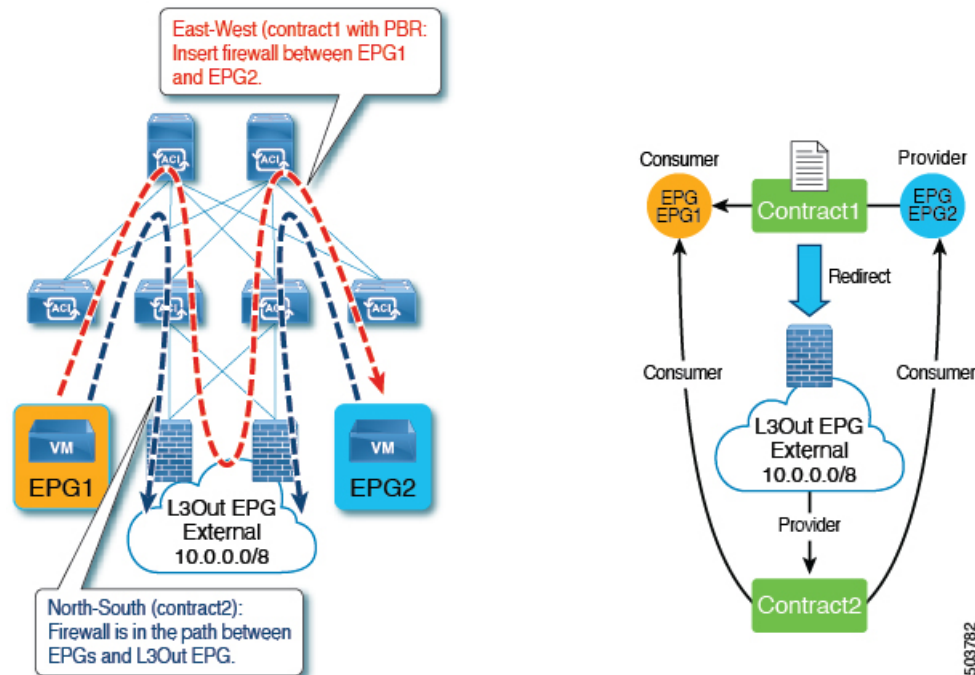 East-West (contract1 with PBR:
Insert firewall between EPG1
and EPG2.
ACI
ACI
ACI
ACI
ACI
ACI
VM
EPG1
VM
EPG2
L3Out EPG
External
10.0.0.0/8
North-South (contract2):
Firewall is in the path between
EPGs and L3Out EPG.
Consumer
Provider
EPG
EPG1
Contract1
EPG
EPG2
Redirect
Consumer
Consumer
L3Out EPG
External
10.0.0.0/8
Provider
Contract2
503782